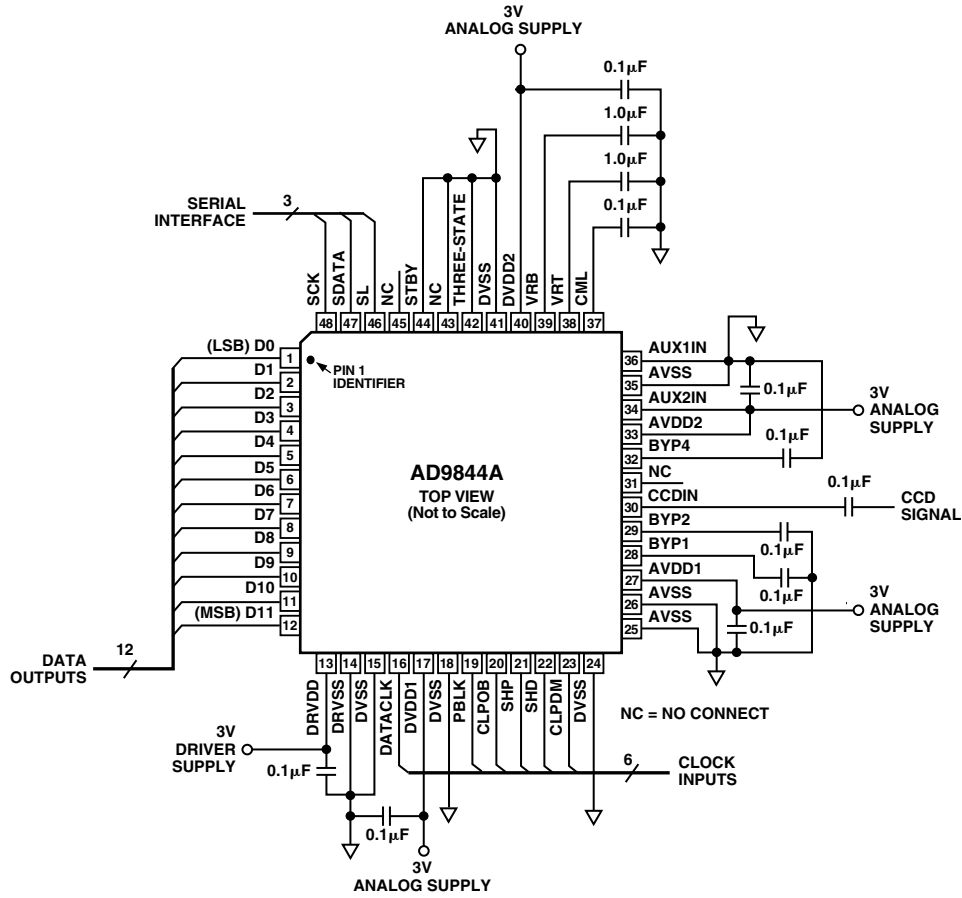 3V
ANALOG SUPPLY
0.1µF
1.0µF
1.0µF
0.1µF
SERIAL
INTERFACE
3
SCK
SDATA
SL
NC
STBY
NC
THREE-STATE
DVSS
DVDD2
VRB
VRT
CML
48
47
46
45
44
43
42
41
40
39
38
37
(LSB) D0
D1
D2
D3
D4
D5
D6
D7
D8
D9
D10
(MSB) D11
1
2
3
4
5
6
7
8
9
10
11
12
PIN 1
IDENTIFIER
AD9844A
TOP VIEW
(Not to Scale)
36
35
34
33
32
31
30
29
28
27
26
25
AUX1IN
AVSS
AUX2IN
AVDD2
BYP4
NC
CCDIN
BYP2
BYP1
AVDD1
AVSS
AVSS
0.1µF
3V
ANALOG
SUPPLY
0.1µF
0.1µF
CCD
SIGNAL
0.1µF
0.1µF
3V
ANALOG
SUPPLY
0.1µF
12
DATA
OUTPUTS
13
14
15
16
17
18
19
20
21
22
23
24
DRVDD
DRVSS
DVSS
DATACLK
DVDD1
DVSS
PBLK
CLPOB
SHP
SHD
CLPDM
DVSS
NC = NO CONNECT
3V
DRIVER
SUPPLY
0.1µF
6
CLOCK
INPUTS
0.1µF
3V
ANALOG SUPPLY